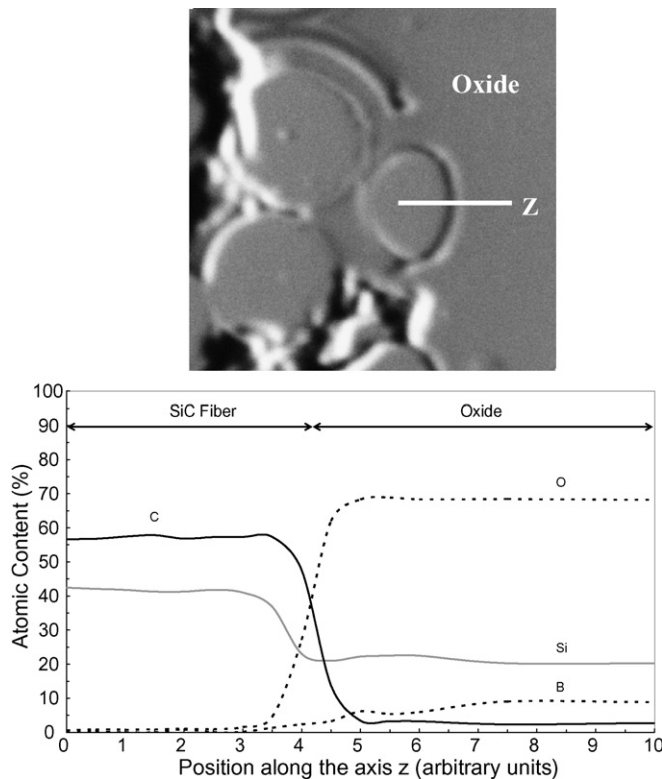 Oxide
Z
100
90
80
70
60
50
40
30
20
10
0
Atomic Content (%)
SiC Fiber
Oxide
C
O
Si
B
0 1 2 3 4 5 6 7 8 9 10
Position along the axis z (arbitrary units)